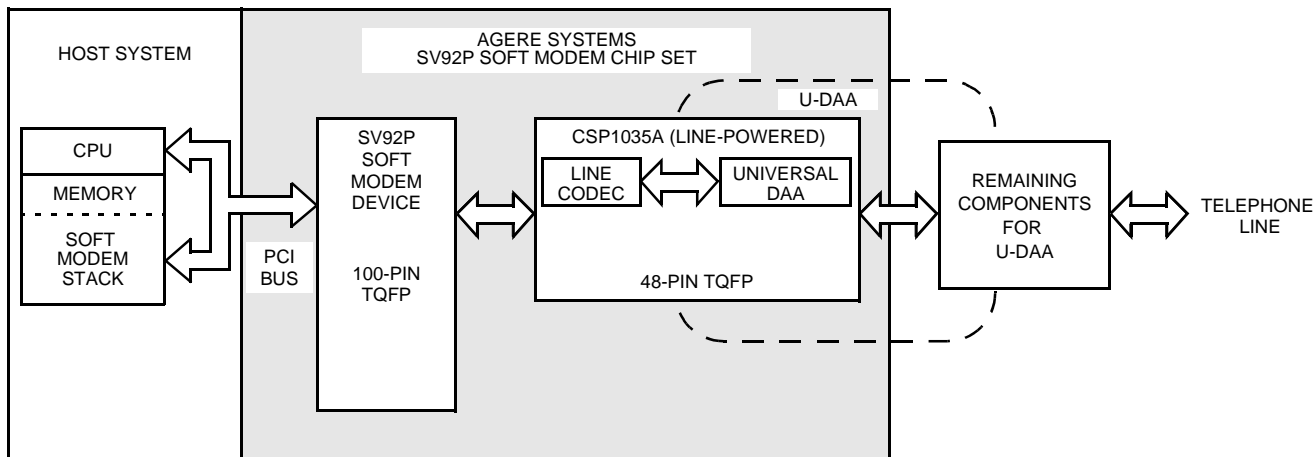 HOST SYSTEM
AGERE SYSTEMS
SV92P SOFT MODEM CHIP SET
U-DAA
CPU
MEMORY
SOFT
MODEM
STACK
PCI
BUS
SV92P
SOFT
MODEM
DEVICE
100-PIN
TQFP
CSP1035A (LINE-POWERED)
LINE
CODEC
UNIVERSAL
DAA
48-PIN TQFP
REMAINING
COMPONENTS
FOR
U-DAA
TELEPHONE
LINE